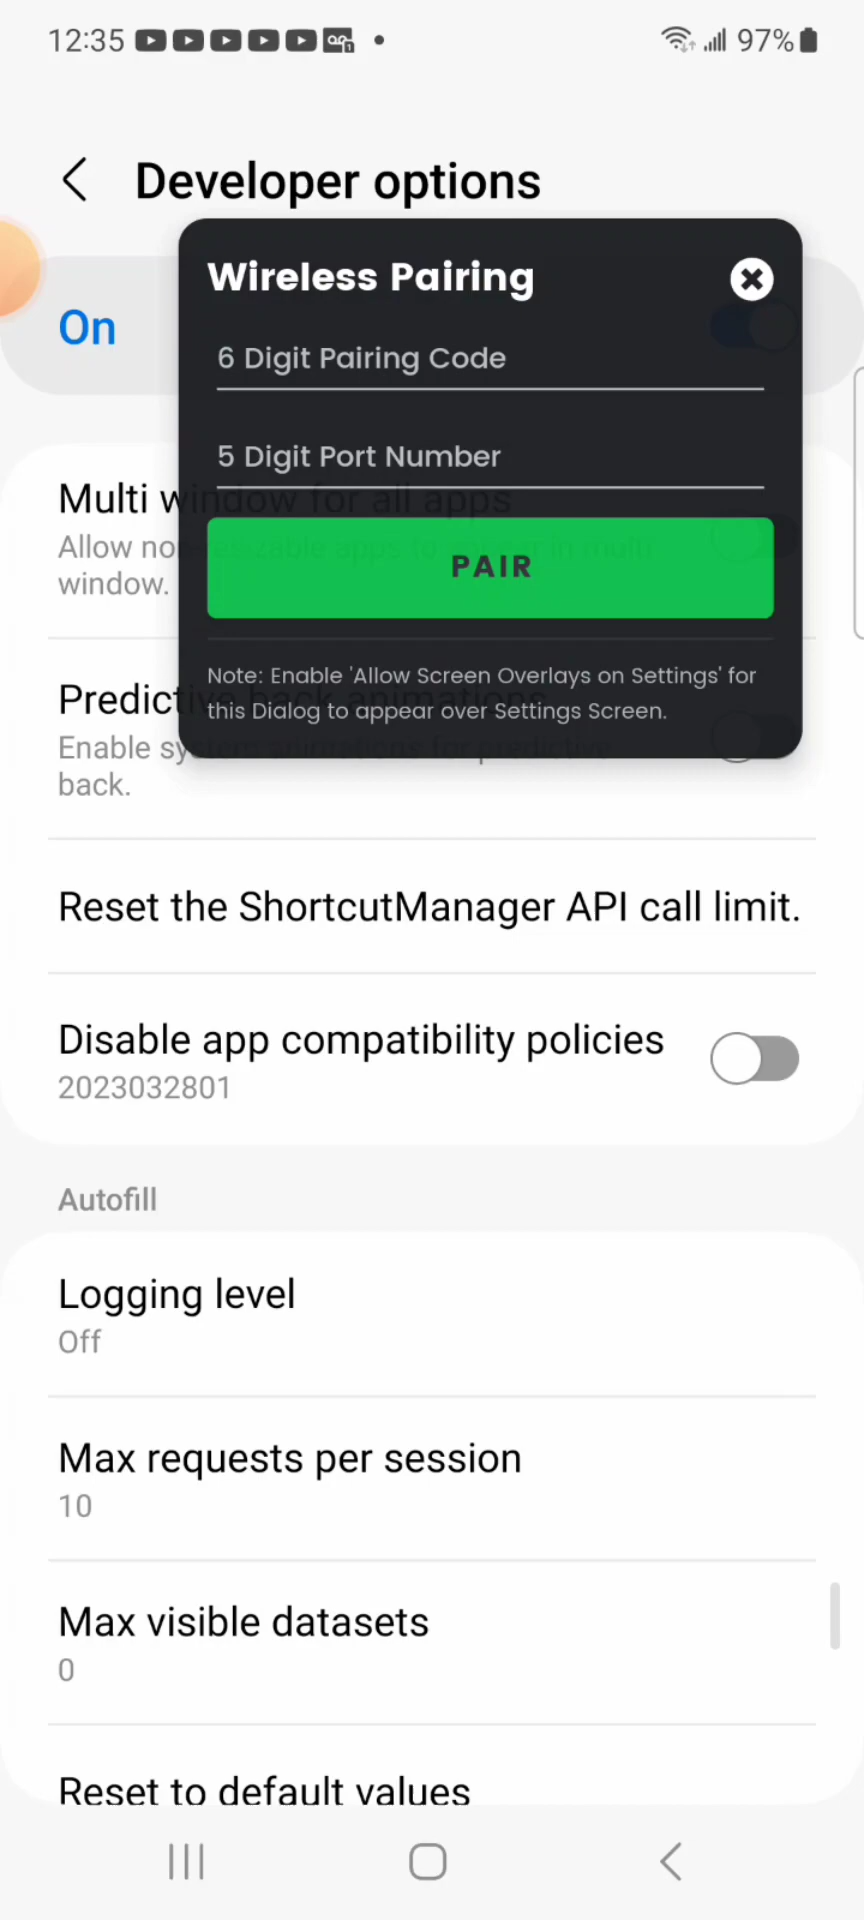 12:35
97%
Developer options
Wireless Pairing
On
6 Digit Pairing Code
5 Digit Port Number
Multi window for all apps
Allow non-resizable apps to appear in multi
window.
PAIR
Note: Enable 'Allow Screen Overlays on Settings' for
this Dialog to appear over Settings Screen.
Predictive back animations
Enable system animations for predictive
back.
Reset the ShortcutManager API call limit.
Disable app compatibility policies
2023032801
Autofill
Logging level
Off
Max requests per session
10
Max visible datasets
0
Reset to default values